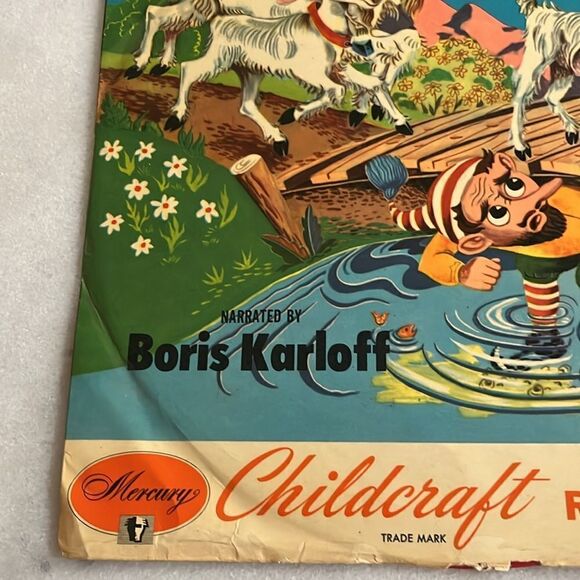 NARRATED BY
Boris Karloff
Mercury
Childcraft
TRADE MARK